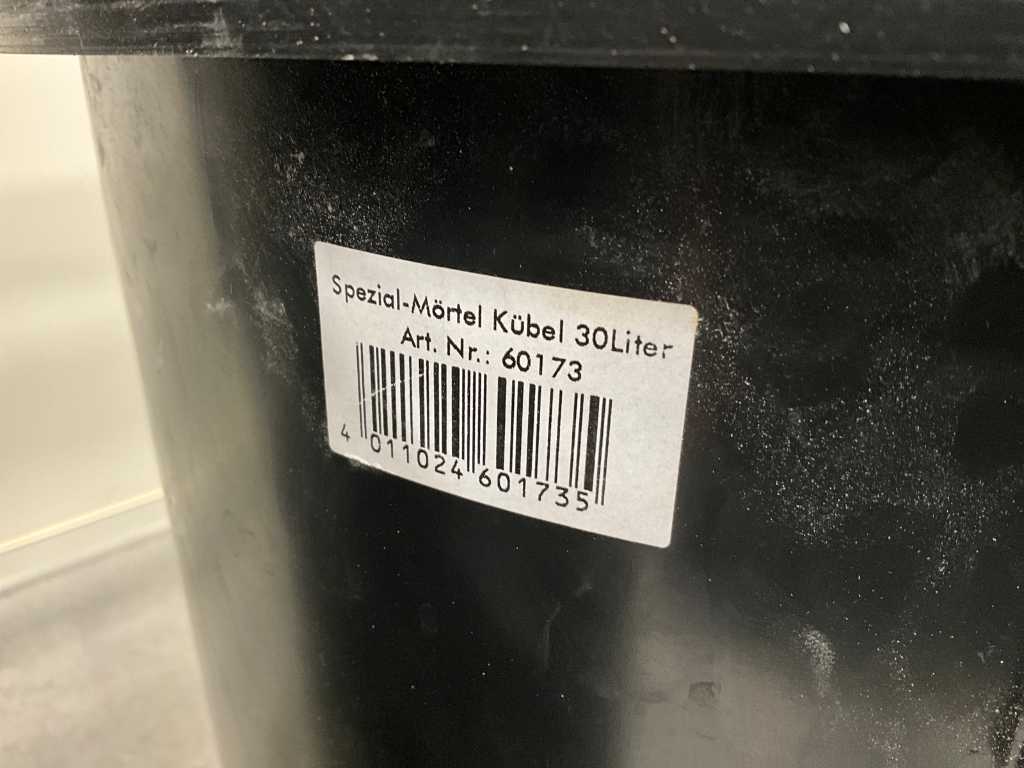 Spezial-Mörtel Kübel 30Liter
Art. Nr.: 60173
4 011024 601735